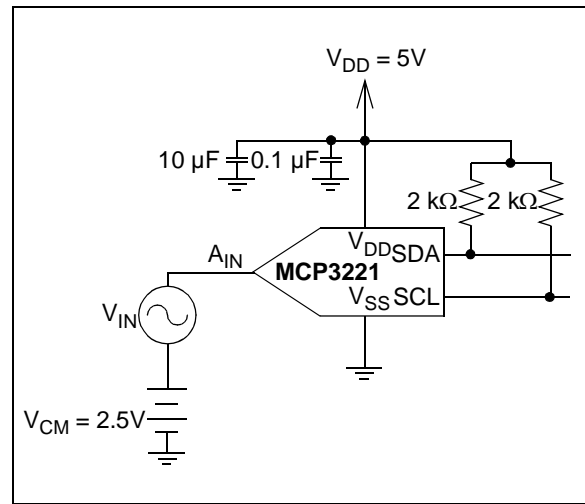 V_DD = 5V
10 µF 0.1 µF
2 kΩ 2 kΩ
A_IN
V_DD SDA
MCP3221
V_SS SCL
V_IN
V_CM = 2.5V